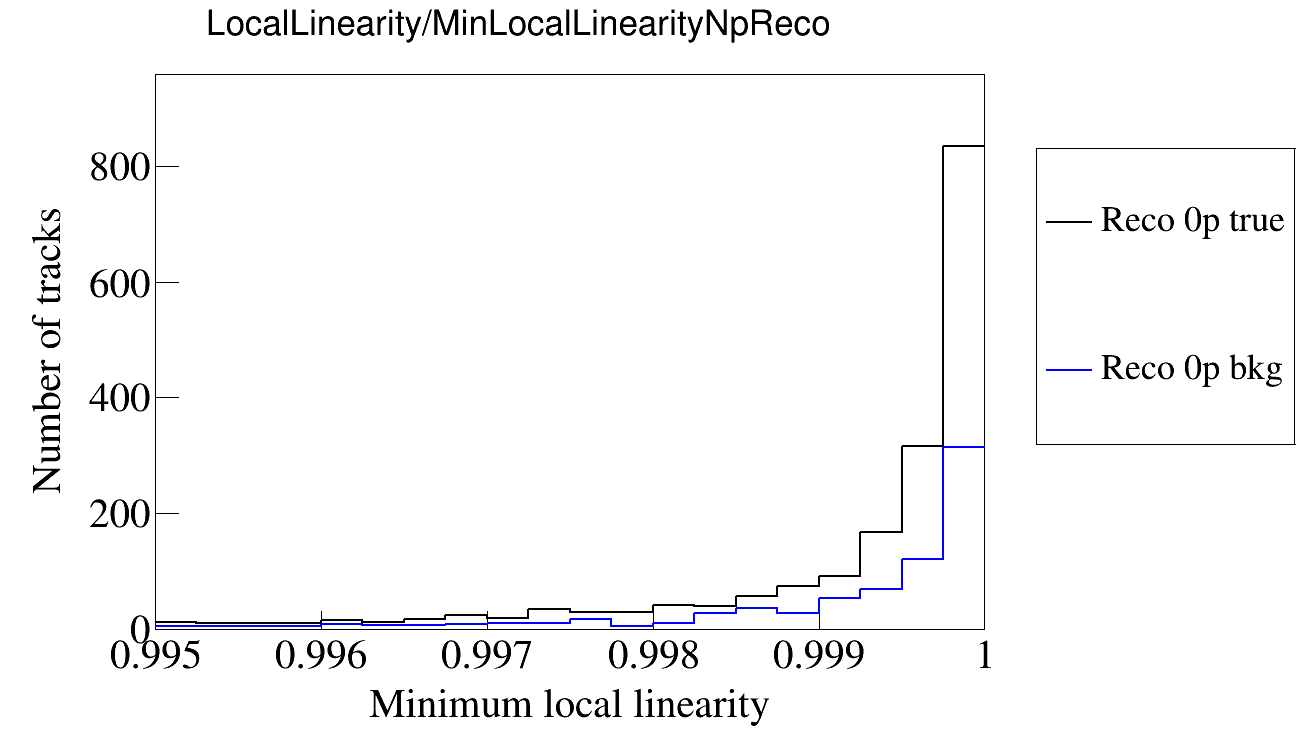 LocalLinearity/MinLocalLinearityNpReco
800
600
400
200
0
Number of tracks
0.995 0.996 0.997 0.998 0.999 1
Minimum local linearity
Reco 0p true
Reco 0p bkg